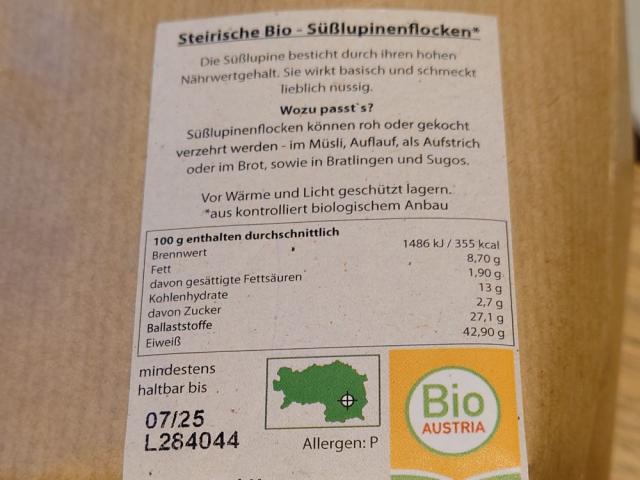 Steirische Bio - Süßlupinenflocken*
Die Süßlupine besticht durch ihren hohen
Nährwertgehalt. Sie wirkt basisch und schmeckt
lieblich nussig.
Wozu passt`s?
Süßlupinenflocken können roh oder gekocht
verzehrt werden - im Müsli, Auflauf, als Aufstrich
oder im Brot, sowie in Bratlingen und Sugos.
Vor Wärme und Licht geschützt lagern.
*aus kontrolliert biologischem Anbau
100 g enthalten durchschnittlich
Brennwert 1486 kJ / 355 kcal
Fett 8,70 g
davon gesättigte Fettsäuren 1,90 g
Kohlenhydrate 13 g
davon Zucker 2,7 g
Ballaststoffe 27,1 g
Eiweiß 42,90 g
mindestens
haltbar bis
07/25
L284044
Allergen: P
Bio
AUSTRIA